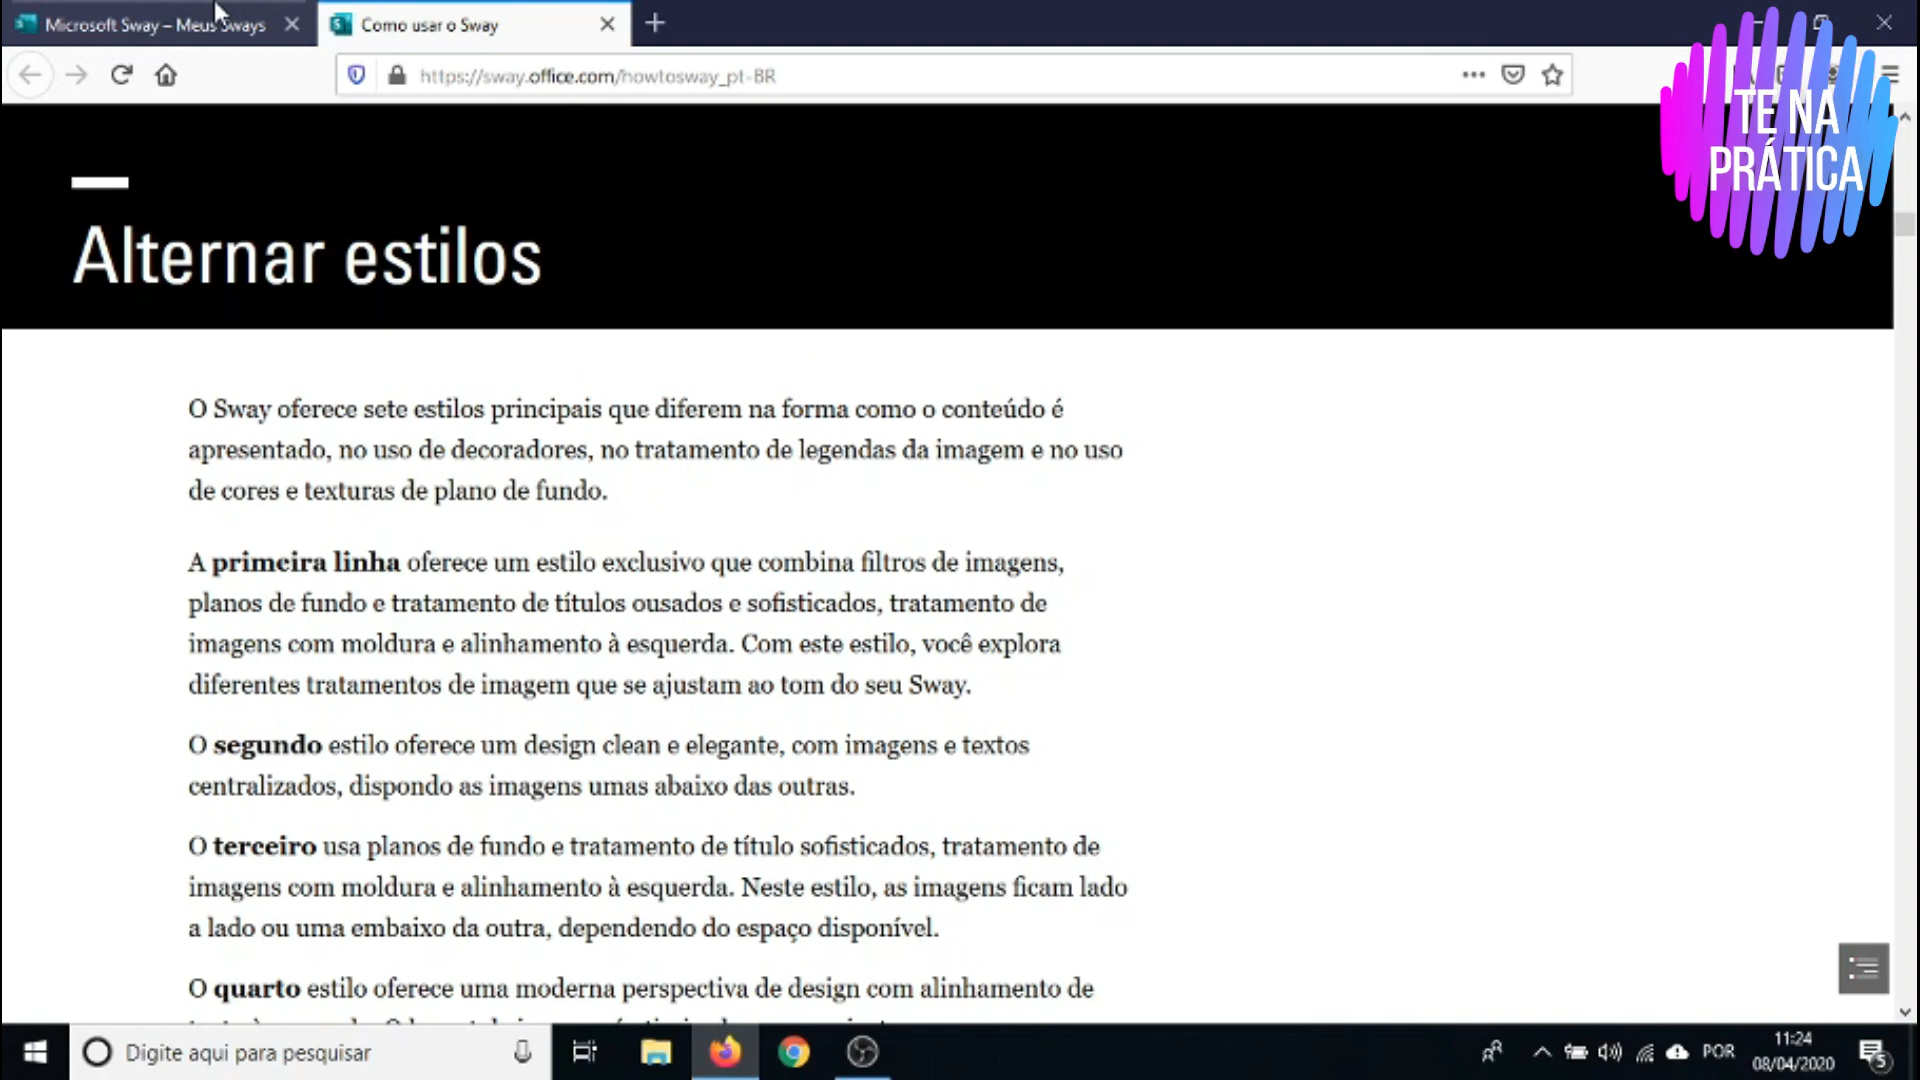 Microsoft Sway – Meus Sways
Como usar o Sway
https://sway.office.com/howtosway_pt-BR
TE NA
PRÁTICA
Alternar estilos
O Sway oferece sete estilos principais que diferem na forma como o conteúdo é
apresentado, no uso de decoradores, no tratamento de legendas da imagem e no uso
de cores e texturas de plano de fundo.
A primeira linha oferece um estilo exclusivo que combina filtros de imagens,
planos de fundo e tratamento de títulos ousados e sofisticados, tratamento de
imagens com moldura e alinhamento à esquerda. Com este estilo, você explora
diferentes tratamentos de imagem que se ajustam ao tom do seu Sway.
O segundo estilo oferece um design clean e elegante, com imagens e textos
centralizados, dispondo as imagens umas abaixo das outras.
O terceiro usa planos de fundo e tratamento de título sofisticados, tratamento de
imagens com moldura e alinhamento à esquerda. Neste estilo, as imagens ficam lado
a lado ou uma embaixo da outra, dependendo do espaço disponível.
O quarto estilo oferece uma moderna perspectiva de design com alinhamento de
Digite aqui para pesquisar
POR
11:24
08/04/2020
5